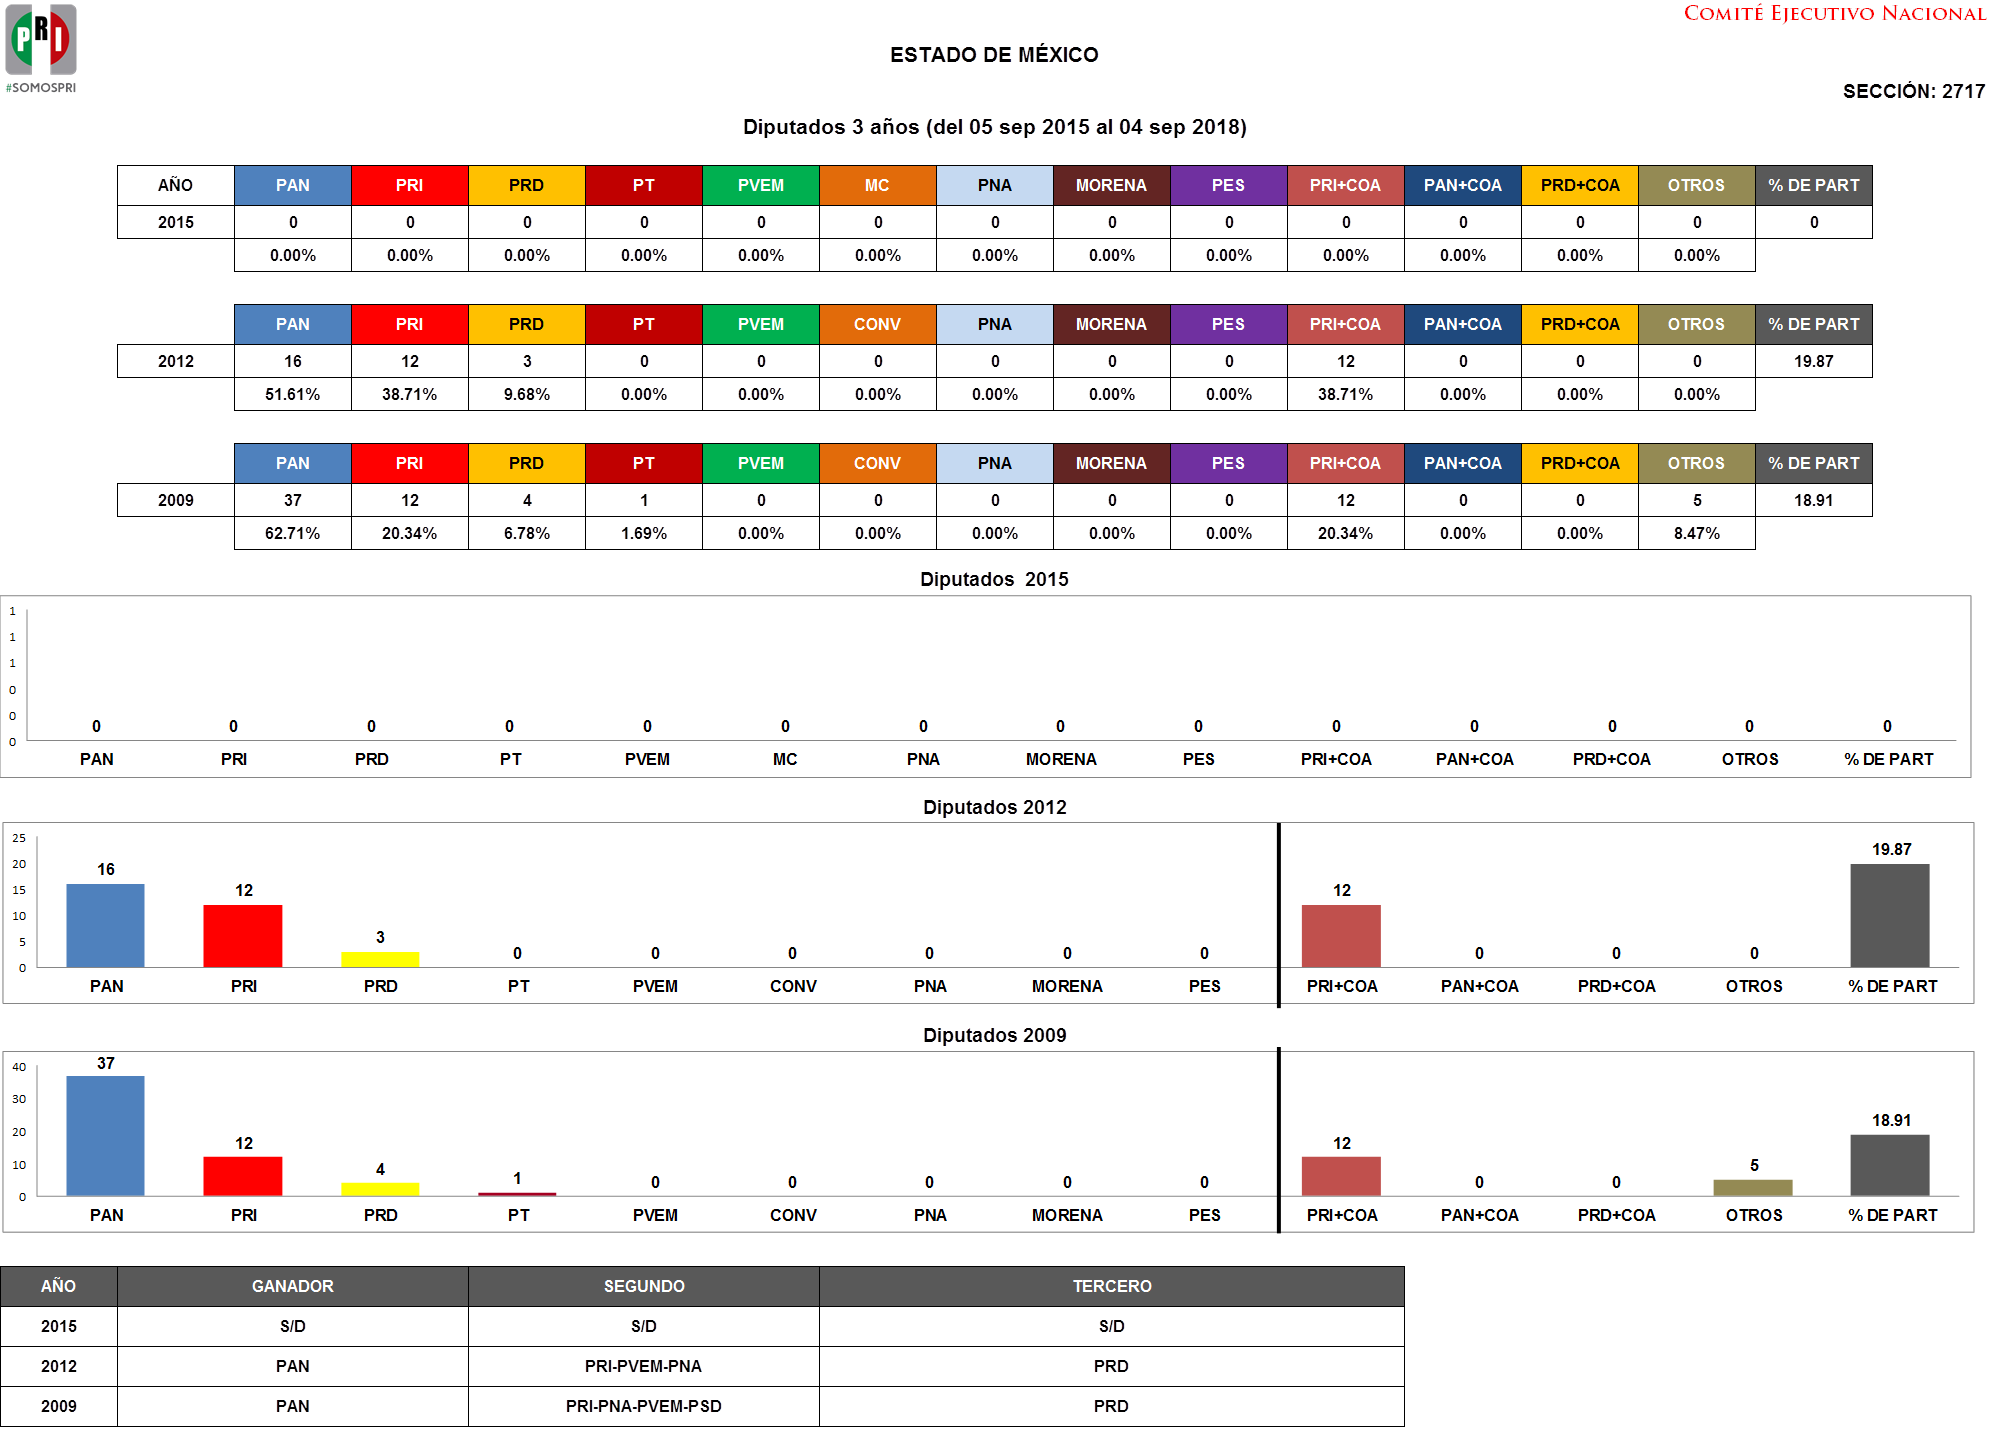 PRI
#SOMOSPRI
COMITÉ EJECUTIVO NACIONAL
ESTADO DE MÉXICO
SECCIÓN: 2717
Diputados 3 años (del 05 sep 2015 al 04 sep 2018)
AÑO PAN PRI PRD PT PVEM MC PNA MORENA PES PRI+COA PAN+COA PRD+COA OTROS % DE PART
2015 0 0 0 0 0 0 0 0 0 0 0 0 0 0
0.00% 0.00% 0.00% 0.00% 0.00% 0.00% 0.00% 0.00% 0.00% 0.00% 0.00% 0.00% 0.00%
PAN PRI PRD PT PVEM CONV PNA MORENA PES PRI+COA PAN+COA PRD+COA OTROS % DE PART
2012 16 12 3 0 0 0 0 0 0 12 0 0 0 19.87
51.61% 38.71% 9.68% 0.00% 0.00% 0.00% 0.00% 0.00% 0.00% 38.71% 0.00% 0.00% 0.00%
PAN PRI PRD PT PVEM CONV PNA MORENA PES PRI+COA PAN+COA PRD+COA OTROS % DE PART
2009 37 12 4 1 0 0 0 0 0 12 0 0 5 18.91
62.71% 20.34% 6.78% 1.69% 0.00% 0.00% 0.00% 0.00% 0.00% 20.34% 0.00% 0.00% 8.47%
Diputados  2015
1
1
1
0
0
0
0 0 0 0 0 0 0 0 0 0 0 0 0 0
PAN PRI PRD PT PVEM MC PNA MORENA PES PRI+COA PAN+COA PRD+COA OTROS % DE PART
Diputados 2012
25
20
15
10
5
0
16 12 3 0 0 0 0 0 0 12 0 0 0 19.87
PAN PRI PRD PT PVEM CONV PNA MORENA PES PRI+COA PAN+COA PRD+COA OTROS % DE PART
Diputados 2009
40
30
20
10
0
37 12 4 1 0 0 0 0 0 12 0 0 5 18.91
PAN PRI PRD PT PVEM CONV PNA MORENA PES PRI+COA PAN+COA PRD+COA OTROS % DE PART
AÑO GANADOR SEGUNDO TERCERO
2015 S/D S/D S/D
2012 PAN PRI-PVEM-PNA PRD
2009 PAN PRI-PNA-PVEM-PSD PRD